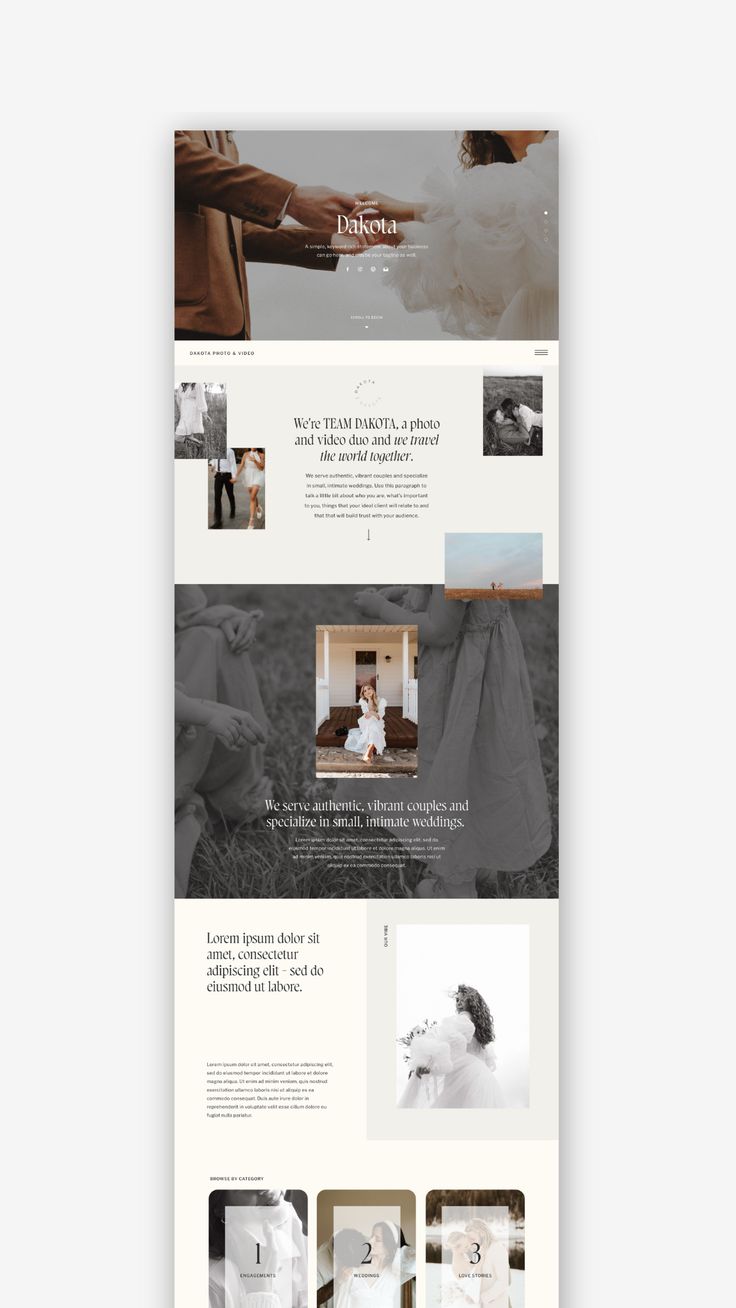 WELCOME
Dakota
A simple, keyword rich statement about your business
can go here, and maybe your tagline as well.
SCROLL TO BEGIN
DAKOTA PHOTO & VIDEO
DAKOTA
We're TEAM DAKOTA, a photo
and video duo and we travel
the world together.
We serve authentic, vibrant couples and specialize
in small, intimate weddings. Use this paragraph to
talk a little bit about who you are, what's important
to you, things that your ideal client will relate to and
that that will build trust with your audience.
We serve authentic, vibrant couples and
specialize in small, intimate weddings.
Lorem ipsum dolor sit amet, consectetur adipiscing elit, sed do
eiusmod tempor incididunt ut labore et dolore magna aliqua. Ut enim
ad minim veniam, quis nostrud exercitation ullamco laboris nisi ut
aliquip ex ea commodo consequat.
Lorem ipsum dolor sit
amet, consectetur
adipiscing elit - sed do
eiusmod ut labore.
OUR VIBE
Lorem ipsum dolor sit amet, consectetur adipiscing elit,
sed do eiusmod tempor incididunt ut labore et dolore
magna aliqua. Ut enim ad minim veniam, quis nostrud
exercitation ullamco laboris nisi ut aliquip ex ea
commodo consequat. Duis aute irure dolor in
reprehenderit in voluptate velit esse cillum dolore eu
fugiat nulla pariatur.
BROWSE BY CATEGORY
1
ENGAGEMENTS
2
WEDDINGS
3
LOVE STORIES